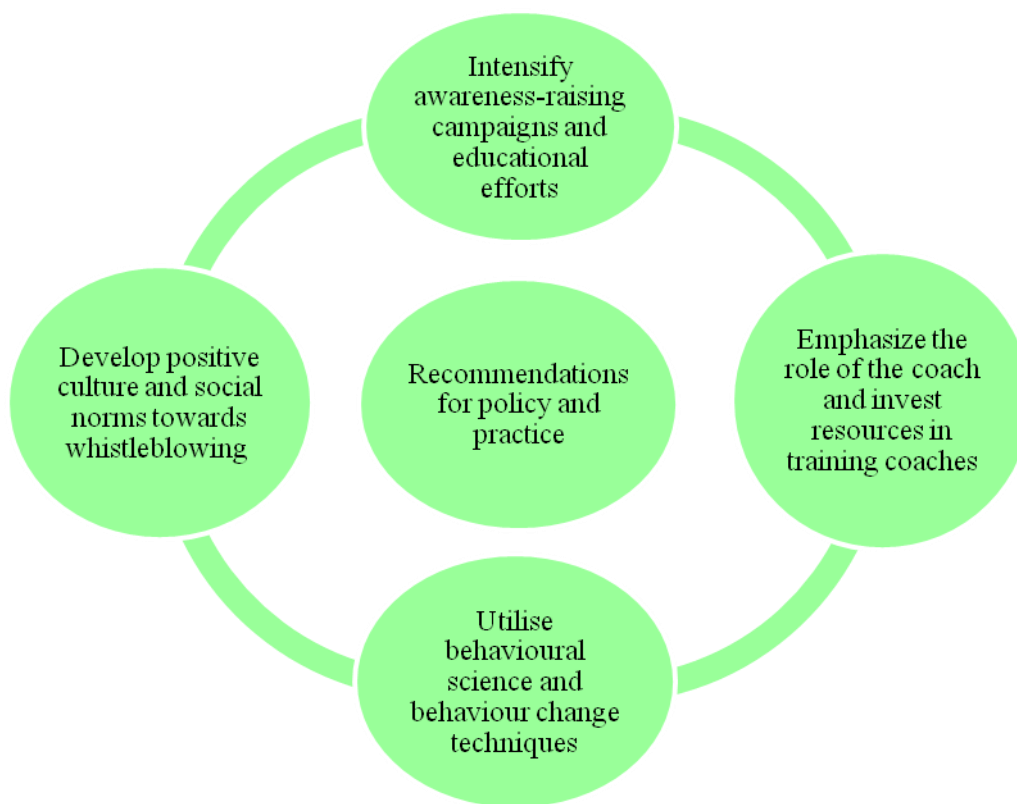 Intensify
awareness-raising
campaigns and
educational
efforts
Develop positive
culture and social
norms towards
whistleblowing
Recommendations
for policy and
practice
Emphasize the
role of the coach
and invest
resources in
training coaches
Utilise
behavioural
science and
behaviour change
techniques